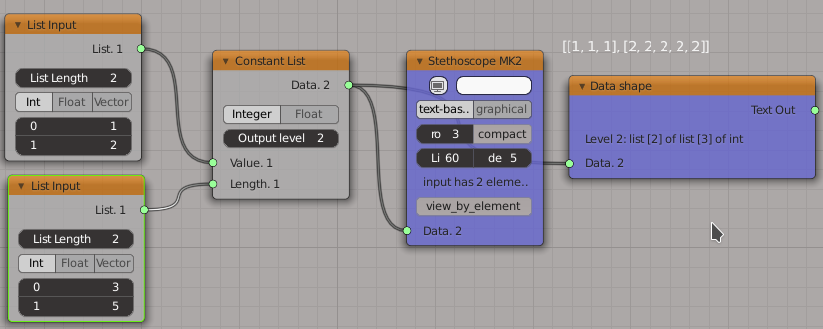 List Input
List. 1
List Length 2
Int Float Vector
0 1
1 2
List Input
List. 1
List Length 2
Int Float Vector
0 3
1 5
Constant List
Data. 2
Integer Float
Output level 2
Value. 1
Length. 1
Stethoscope MK2
text-bas.. graphical
ro 3 compact
Li 60 de 5
input has 2 eleme..
view_by_element
Data. 2
[[1, 1, 1], [2, 2, 2, 2, 2]]
Data shape
Text Out
Level 2: list [2] of list [3] of int
Data. 2